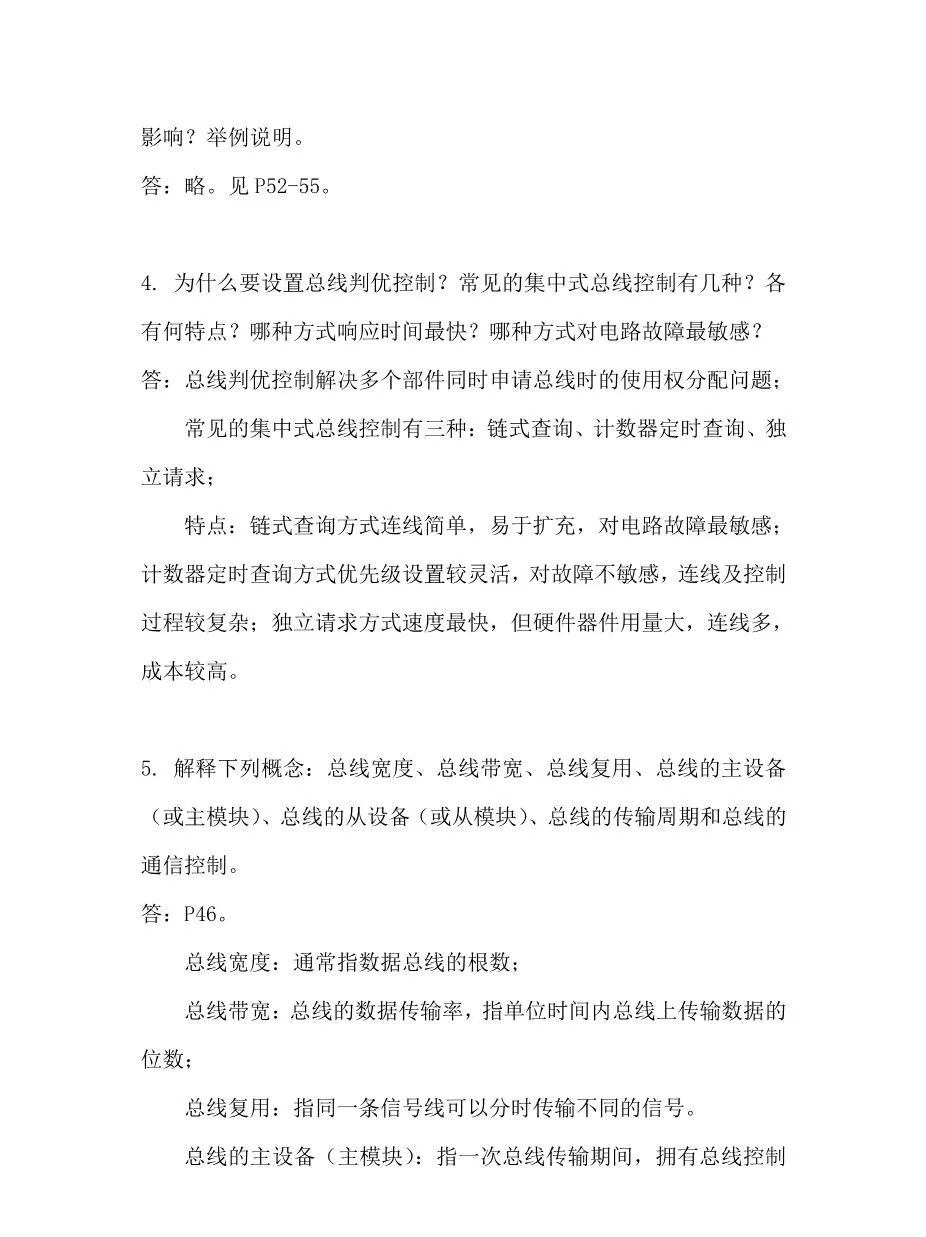 影响？举例说明。
答：略。见 P52-55。
4. 为什么要设置总线判优控制？常见的集中式总线控制有几种？各
有何特点？哪种方式响应时间最快？哪种方式对电路故障最敏感？
答：总线判优控制解决多个部件同时申请总线时的使用权分配问题；
常见的集中式总线控制有三种：链式查询、计数器定时查询、独
立请求；
特点：链式查询方式连线简单，易于扩充，对电路故障最敏感；
计数器定时查询方式优先级设置较灵活，对故障不敏感，连线及控制
过程较复杂；独立请求方式速度最快，但硬件器件用量大，连线多，
成本较高。
5. 解释下列概念：总线宽度、总线带宽、总线复用、总线的主设备
（或主模块）、总线的从设备（或从模块）、总线的传输周期和总线的
通信控制。
答：P46。
总线宽度：通常指数据总线的根数；
总线带宽：总线的数据传输率，指单位时间内总线上传输数据的
位数；
总线复用：指同一条信号线可以分时传输不同的信号。
总线的主设备（主模块）：指一次总线传输期间，拥有总线控制